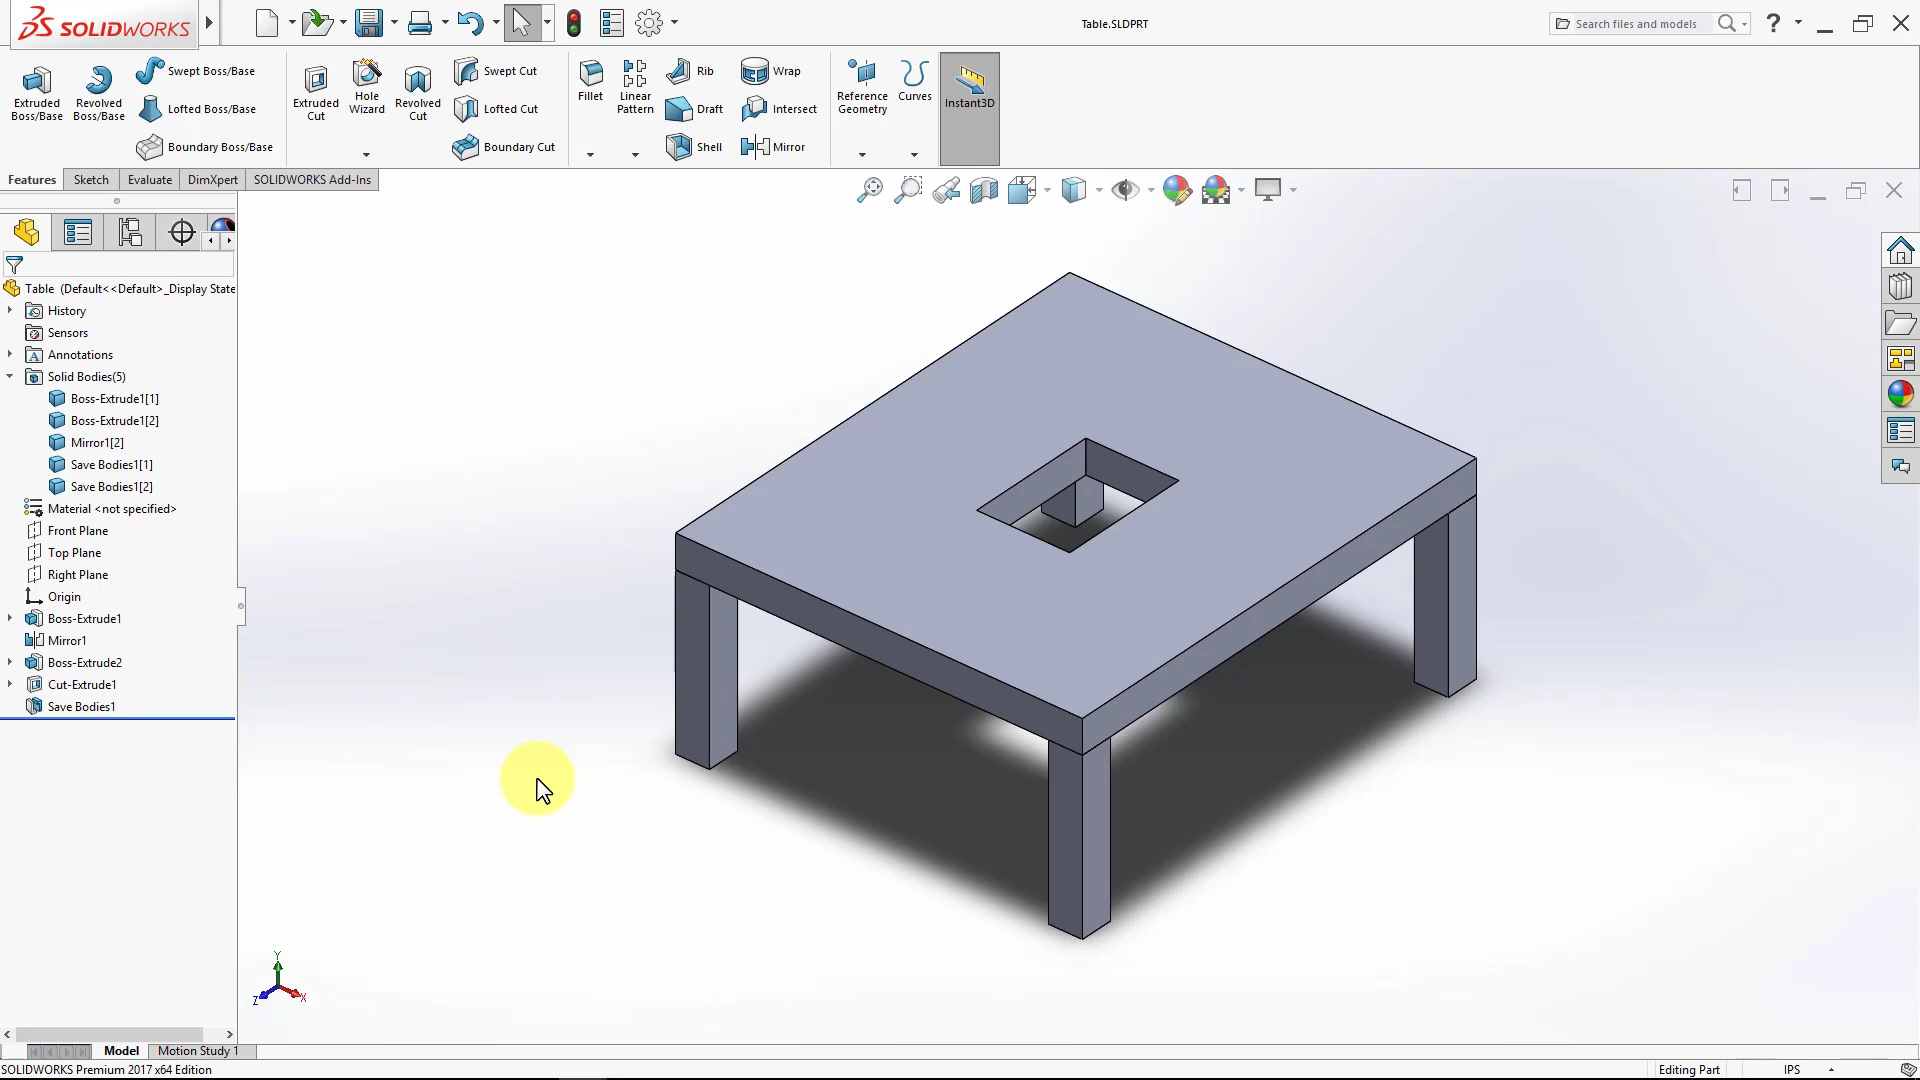 SOLIDWORKS
Table.SLDPRT
Search files and models
Extruded Boss/Base
Revolved Boss/Base
Swept Boss/Base
Lofted Boss/Base
Boundary Boss/Base
Extruded Cut
Hole Wizard
Revolved Cut
Swept Cut
Lofted Cut
Boundary Cut
Fillet
Linear Pattern
Rib
Draft
Shell
Wrap
Intersect
Mirror
Reference Geometry
Curves
Instant3D
Features
Sketch
Evaluate
DimXpert
SOLIDWORKS Add-Ins
Table (Default<<Default>_Display State
History
Sensors
Annotations
Solid Bodies(5)
Boss-Extrude1[1]
Boss-Extrude1[2]
Mirror1[2]
Save Bodies1[1]
Save Bodies1[2]
Material <not specified>
Front Plane
Top Plane
Right Plane
Origin
Boss-Extrude1
Mirror1
Boss-Extrude2
Cut-Extrude1
Save Bodies1
Y
Z
X
Model
Motion Study 1
SOLIDWORKS Premium 2017 x64 Edition
Editing Part
IPS